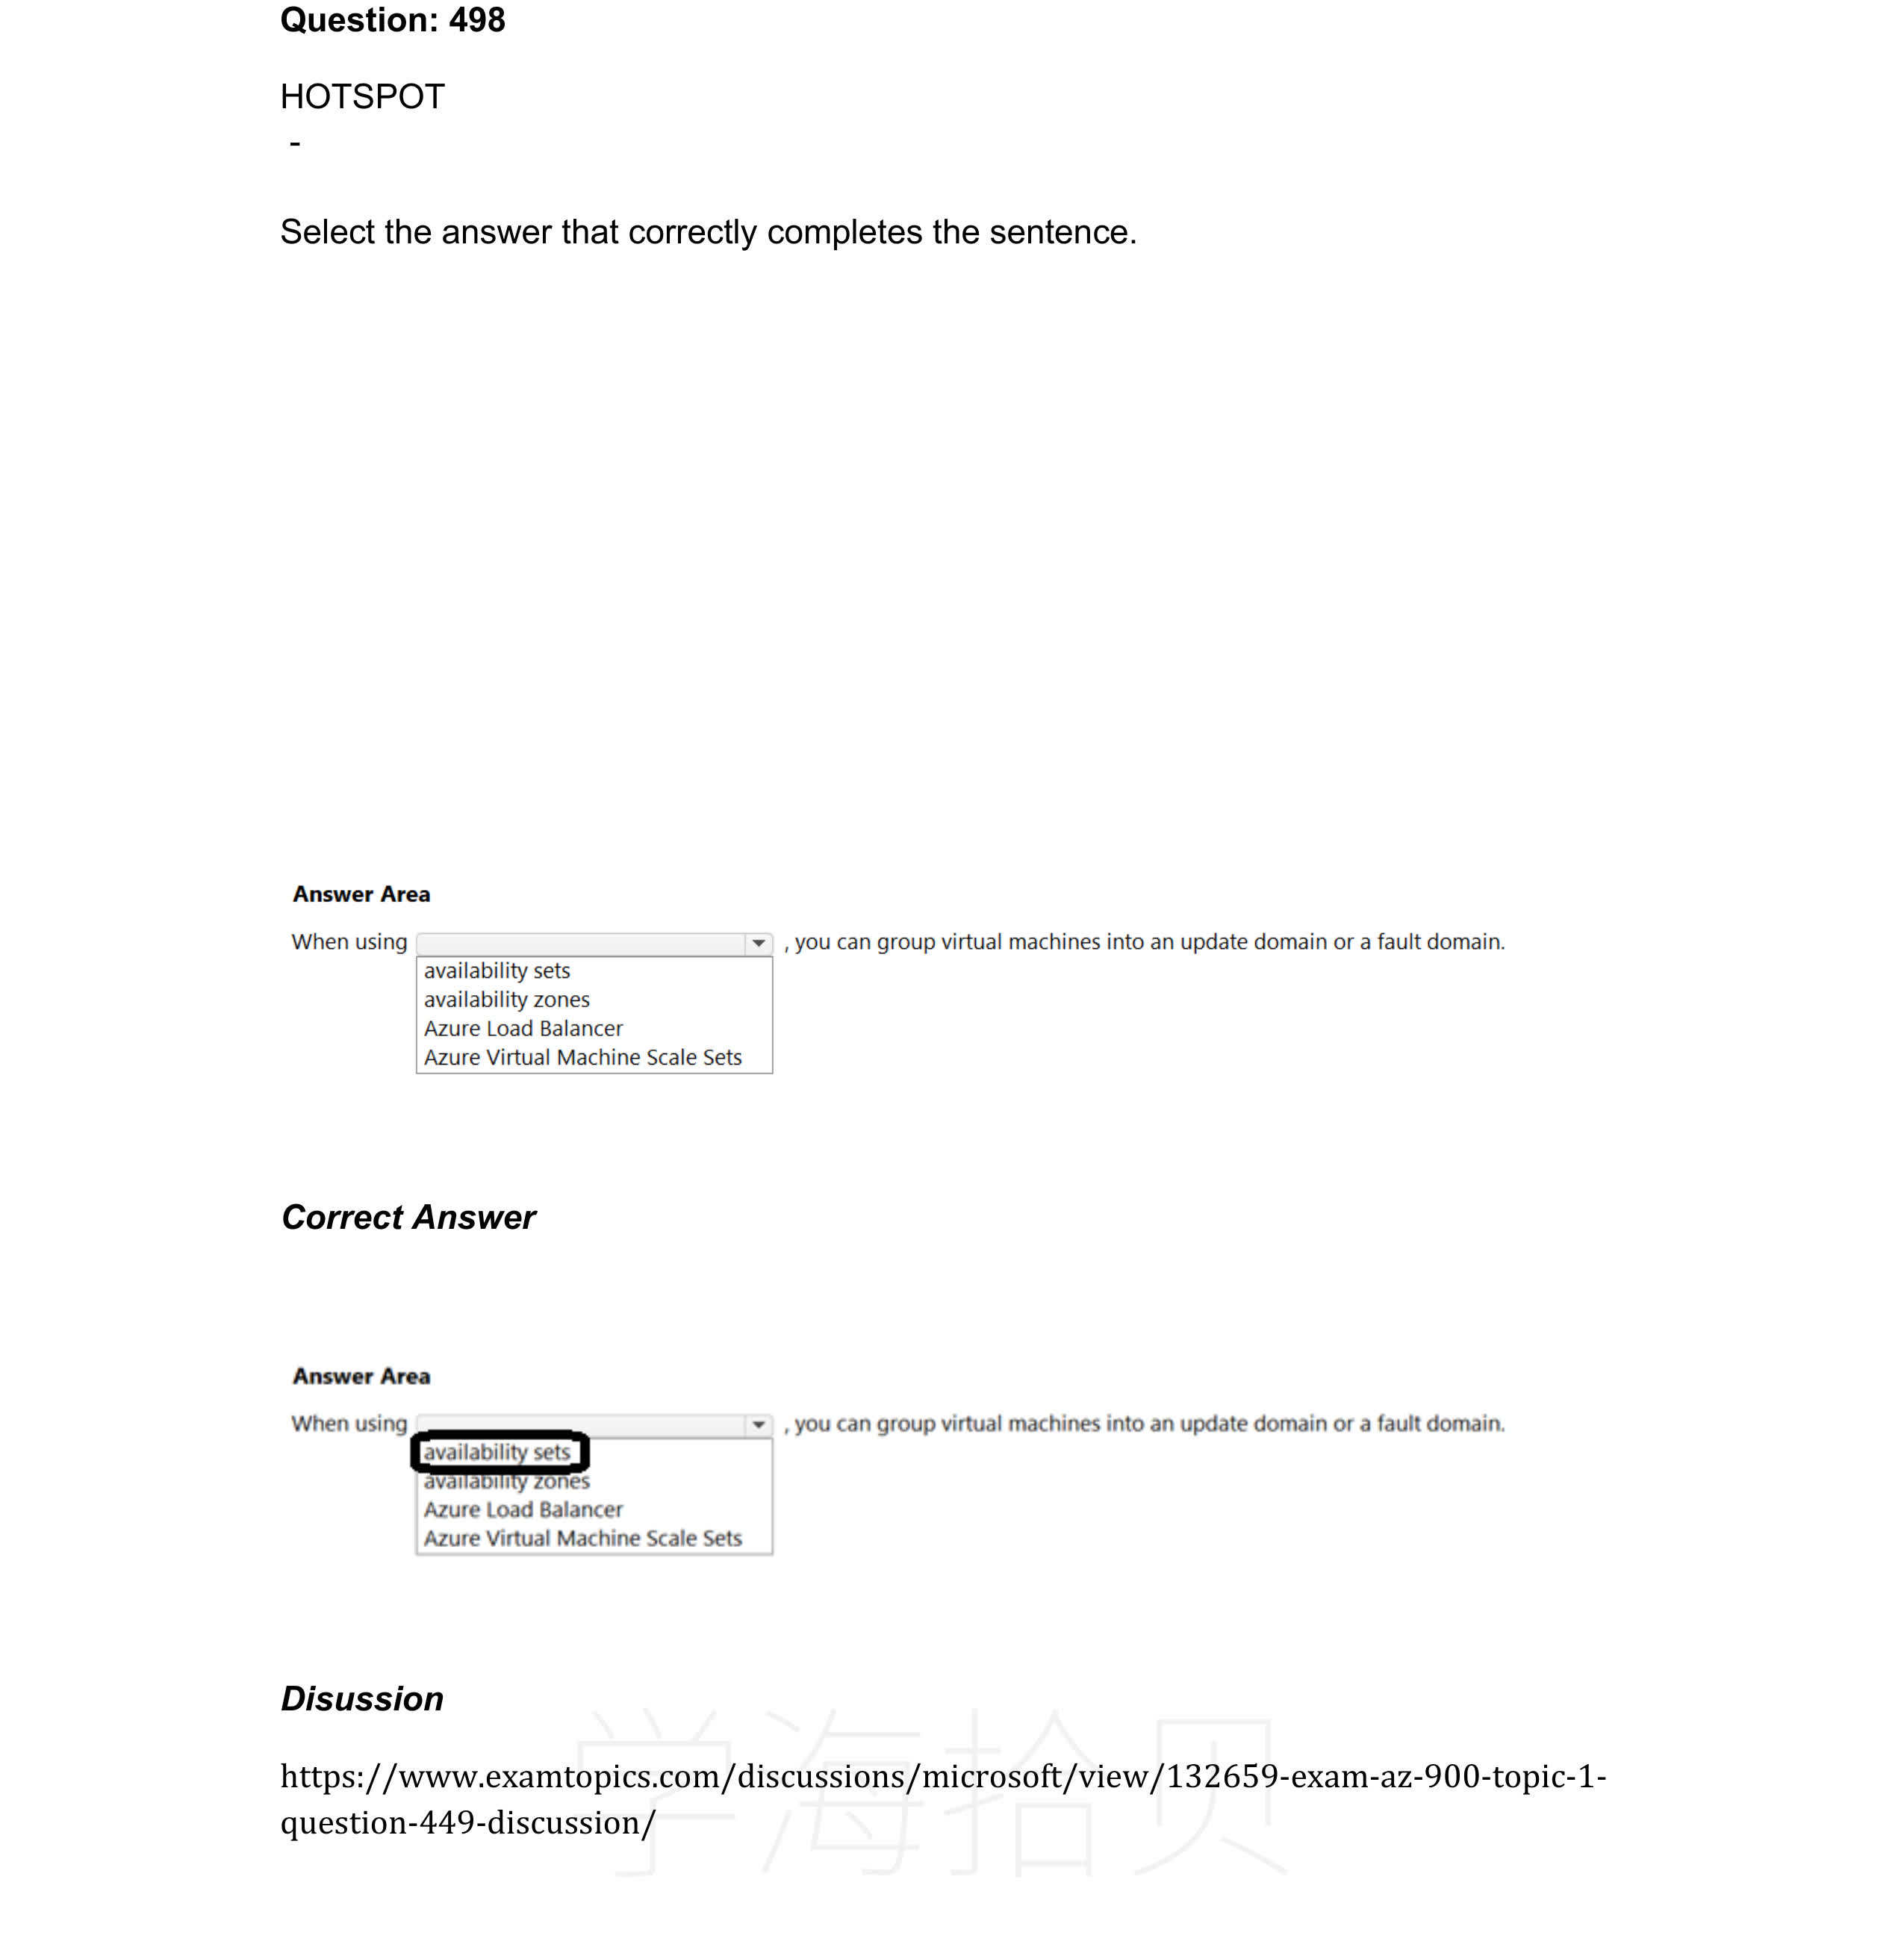 Question: 498
HOTSPOT
-
Select the answer that correctly completes the sentence.
Answer Area
When using , you can group virtual machines into an update domain or a fault domain.
availability sets
availability zones
Azure Load Balancer
Azure Virtual Machine Scale Sets
Correct Answer
Answer Area
When using , you can group virtual machines into an update domain or a fault domain.
availability sets
availability zones
Azure Load Balancer
Azure Virtual Machine Scale Sets
Disussion
学海拾贝
https://www.examtopics.com/discussions/microsoft/view/132659-exam-az-900-topic-1-
question-449-discussion/